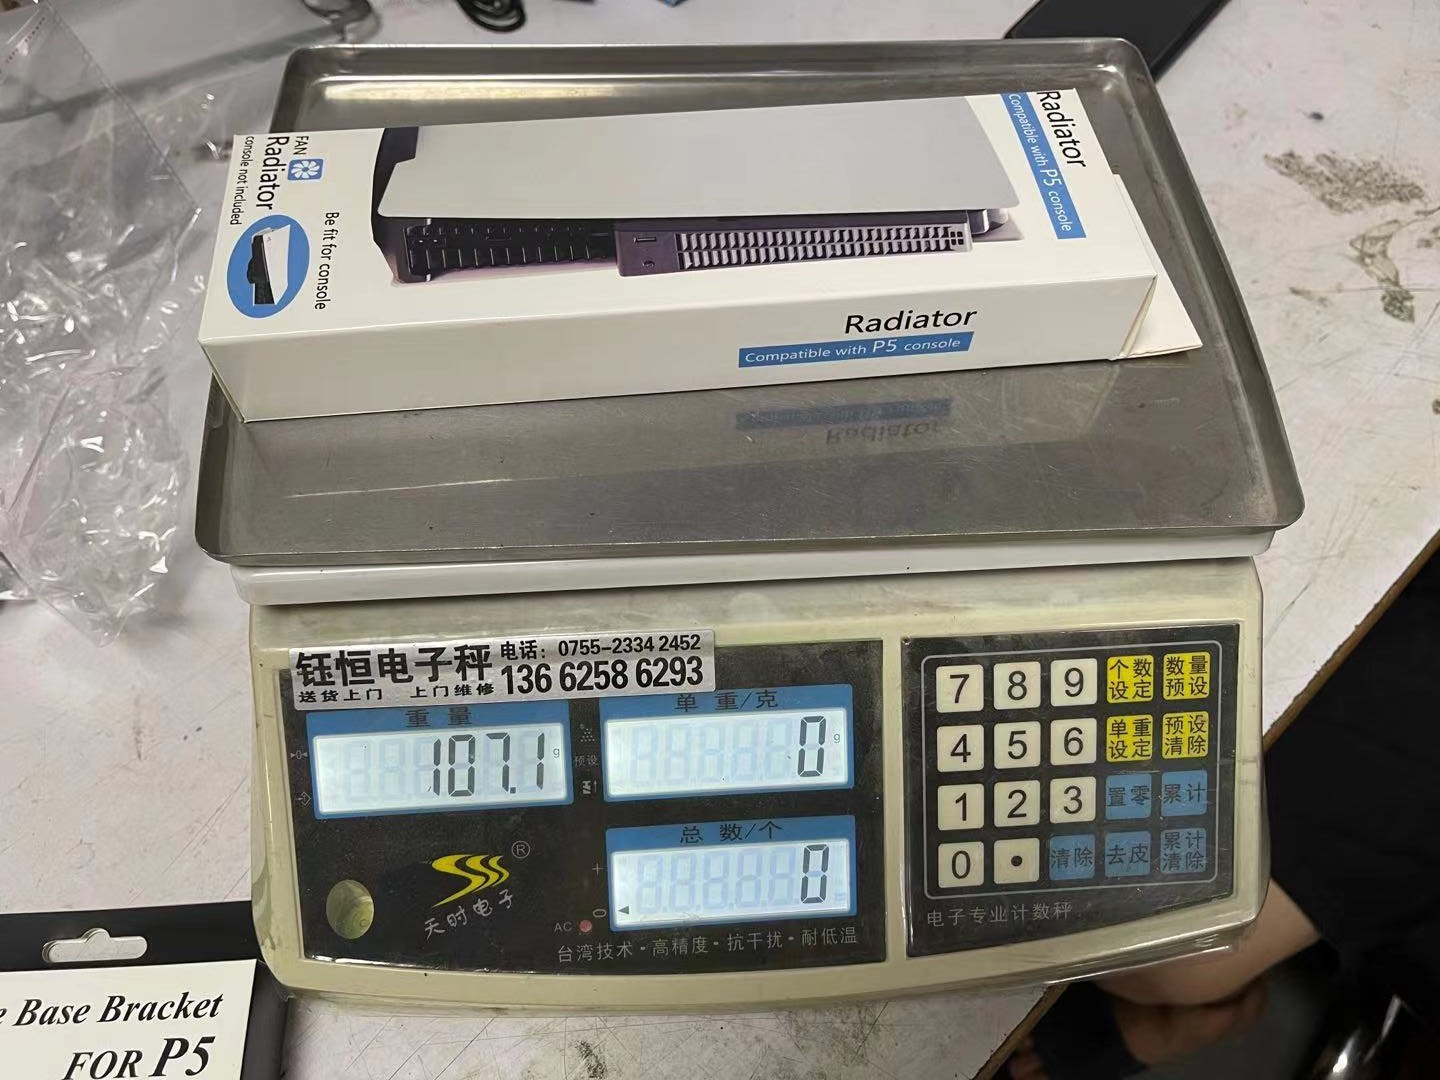 Radiator
Compatible with P5 console
FAN
Radiator
console not included
Be fit for console
Radiator
Compatible with P5 console
钰恒电子秤 电话：0755-2334 2452
送货上门 上门维修 136 6258 6293
重量
107.1 g
单重/克
0 g
预设
总数/个
0
AC
®
天时电子
台湾技术·高精度·抗干扰·耐低温
7 8 9 个数设定 数量预设
4 5 6 单重设定 预设清除
1 2 3 置零 累计
0 . 清除 去皮 累计清除
电子专业计数秤
Base Bracket
FOR P5